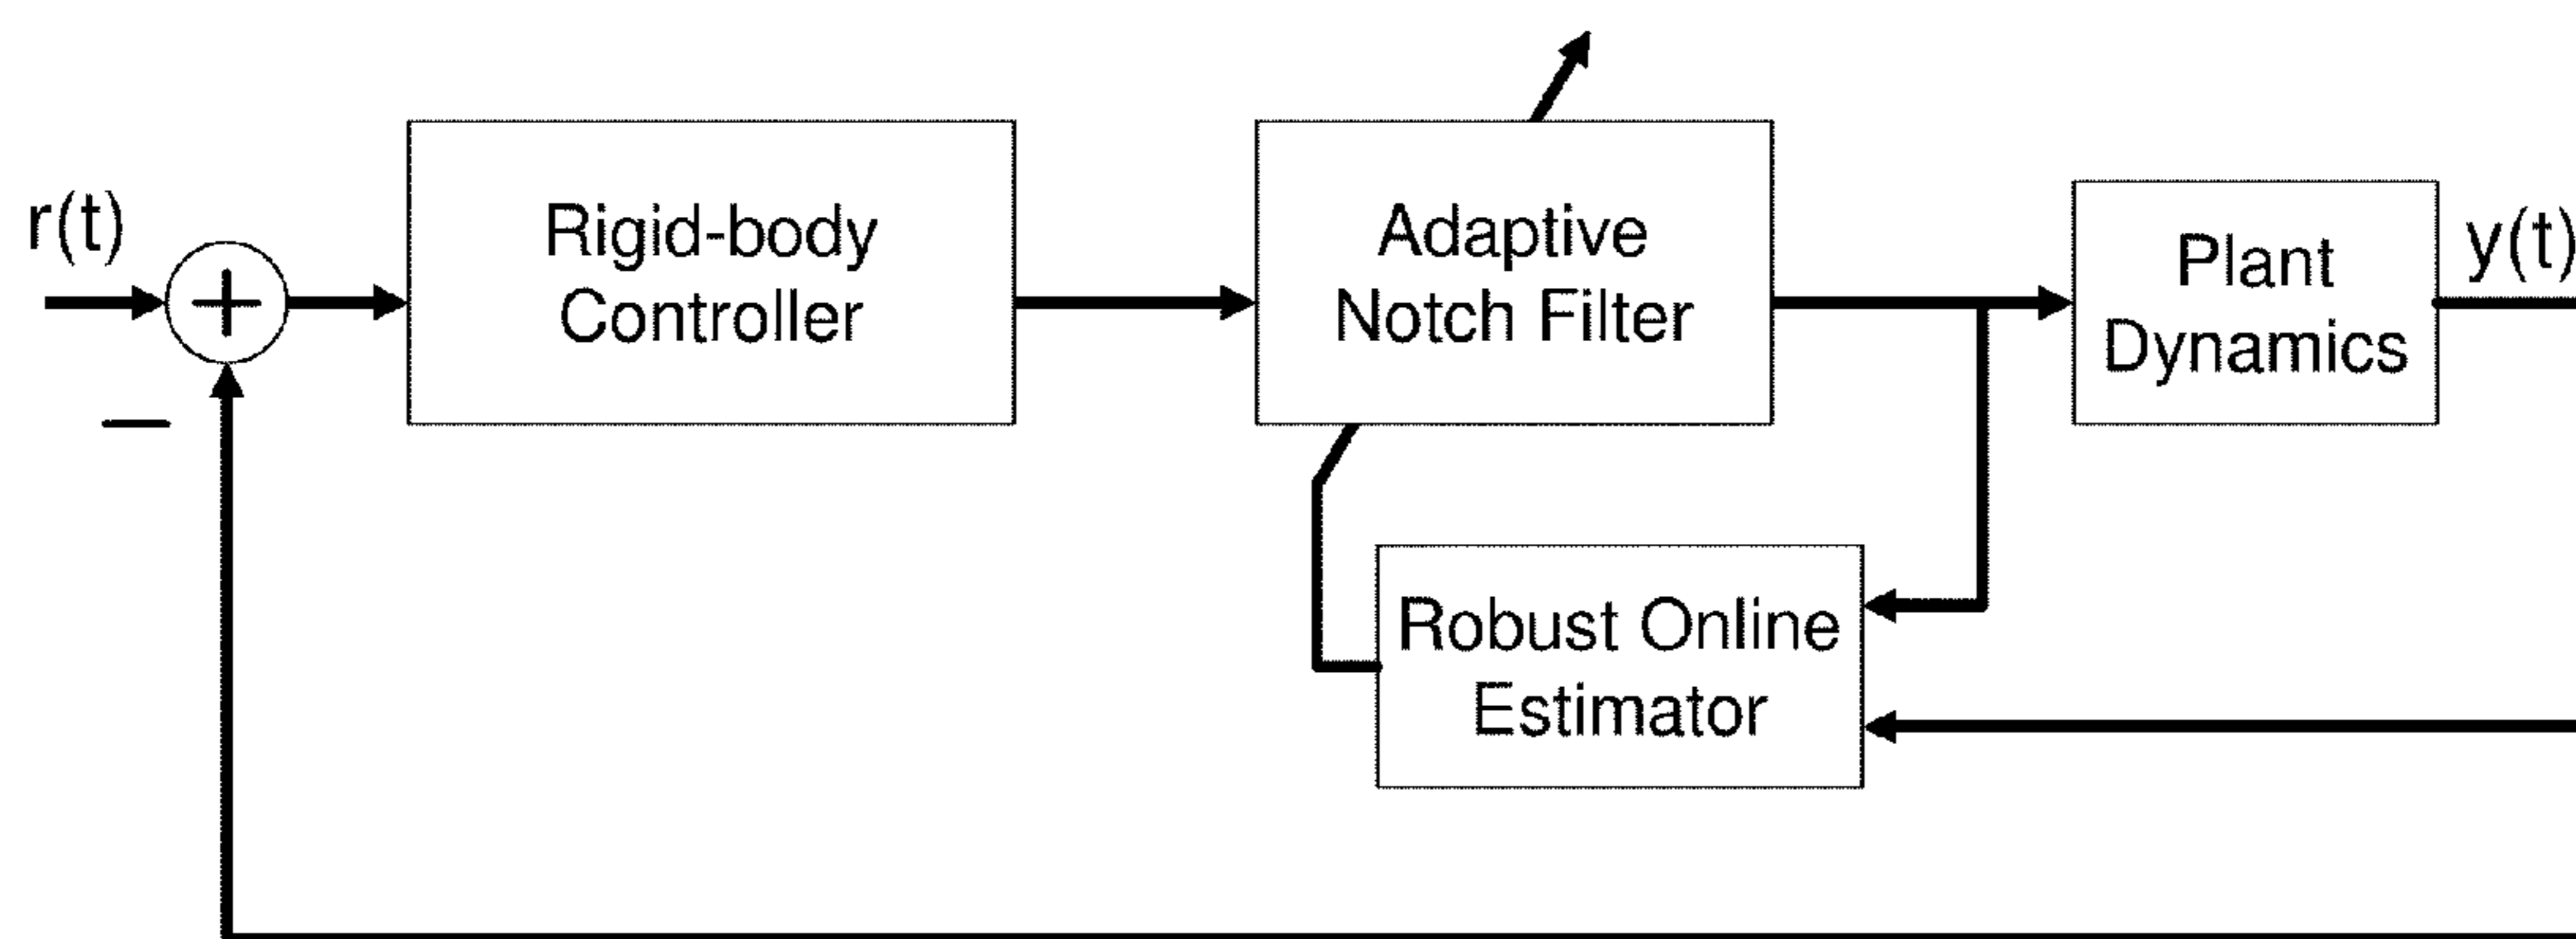 r(t)
+
−
Rigid-body
Controller
Adaptive
Notch Filter
Plant
Dynamics
y(t)
Robust Online
Estimator